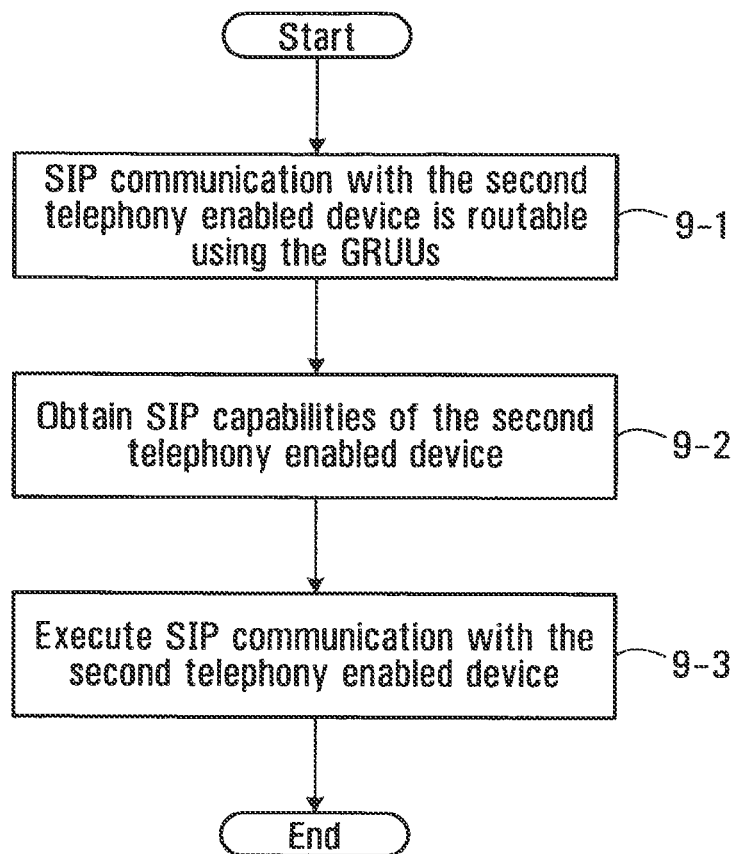 Start
SIP communication with the second
telephony enabled device is routable
using the GRUUs
9-1
Obtain SIP capabilities of the second
telephony enabled device
9-2
Execute SIP communication with the
second telephony enabled device
9-3
End